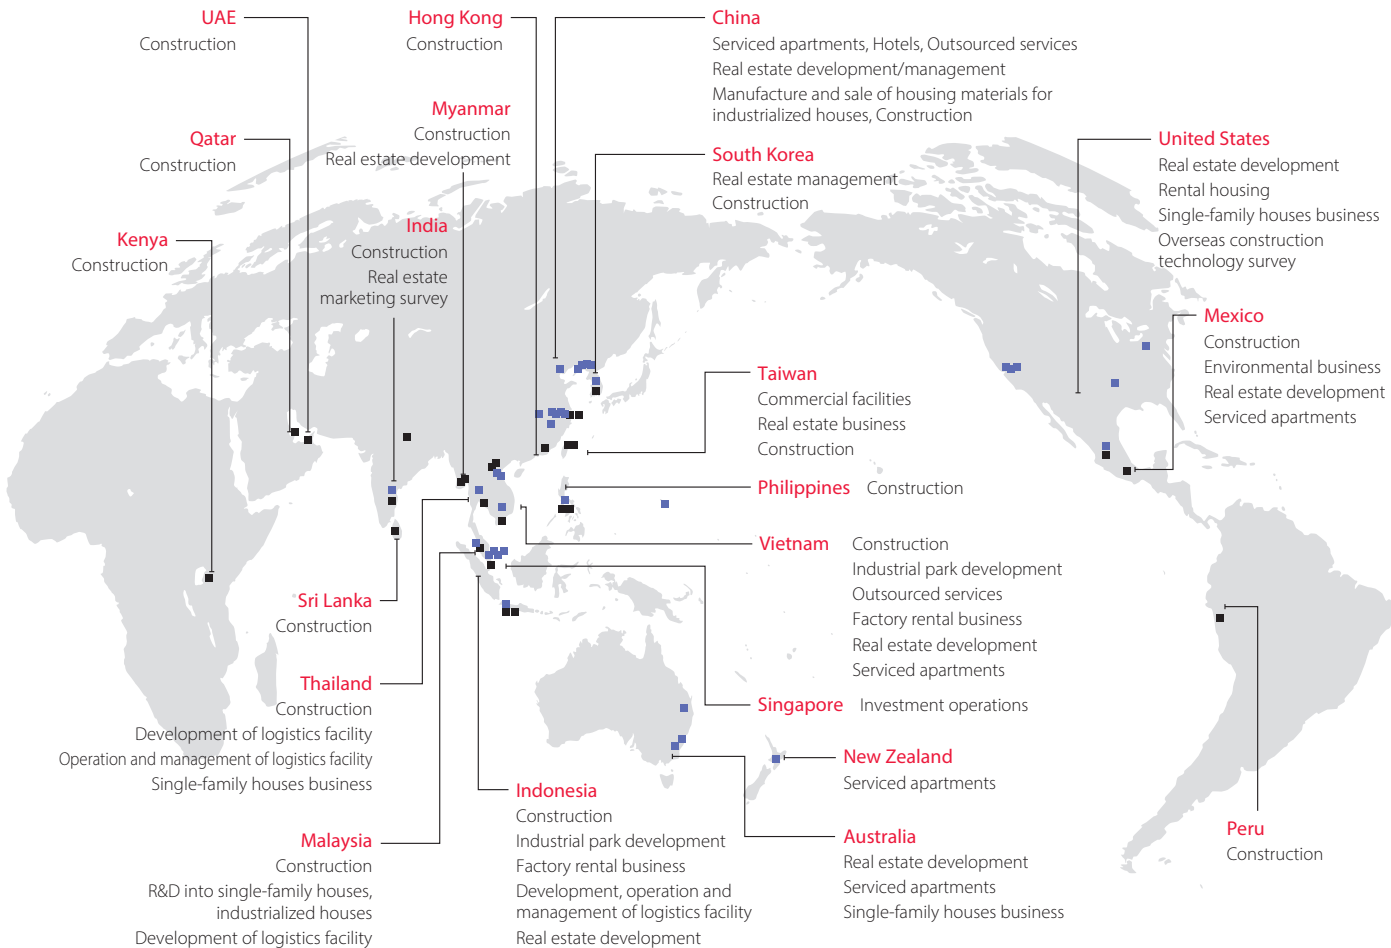 UAE
Construction
Hong Kong
Construction
China
Serviced apartments, Hotels, Outsourced services
Real estate development/management
Manufacture and sale of housing materials for
industrialized houses, Construction
Myanmar
Construction
Real estate development
Qatar
Construction
South Korea
Real estate management
Construction
United States
Real estate development
Rental housing
Single-family houses business
Overseas construction
technology survey
Kenya
Construction
India
Construction
Real estate
marketing survey
Mexico
Construction
Environmental business
Real estate development
Serviced apartments
Taiwan
Commercial facilities
Real estate business
Construction
Philippines Construction
Vietnam Construction
Industrial park development
Outsourced services
Factory rental business
Real estate development
Serviced apartments
Sri Lanka
Construction
Thailand
Construction
Development of logistics facility
Operation and management of logistics facility
Single-family houses business
Singapore Investment operations
New Zealand
Serviced apartments
Indonesia
Construction
Industrial park development
Factory rental business
Development, operation and
management of logistics facility
Real estate development
Malaysia
Construction
R&D into single-family houses,
industrialized houses
Development of logistics facility
Australia
Real estate development
Serviced apartments
Single-family houses business
Peru
Construction